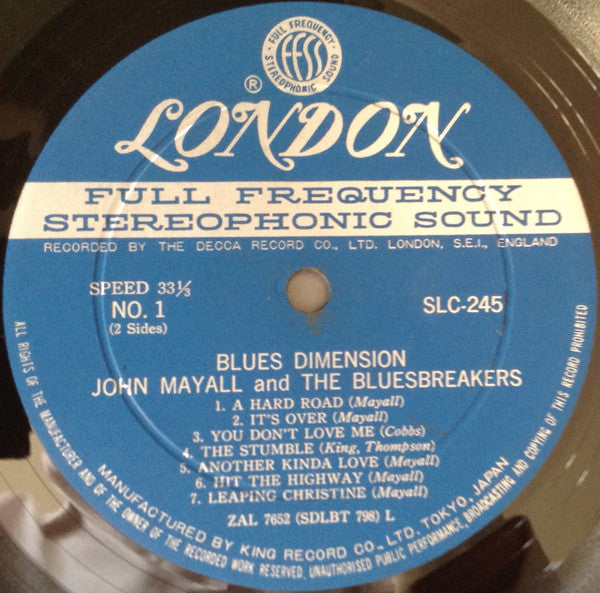 FULL FREQUENCY
ffss
STEREOPHONIC SOUND
®
LONDON
FULL FREQUENCY
STEREOPHONIC SOUND
RECORDED BY THE DECCA RECORD CO., LTD. LONDON, S.E.I., ENGLAND
SPEED 33⅓
NO. 1
(2 Sides)
SLC-245
BLUES DIMENSION
JOHN MAYALL and THE BLUESBREAKERS
1. A HARD ROAD (Mayall)
2. IT'S OVER (Mayall)
3. YOU DON'T LOVE ME (Cobbs)
4. THE STUMBLE (King, Thompson)
5. ANOTHER KINDA LOVE (Mayall)
6. HIT THE HIGHWAY (Mayall)
7. LEAPING CHRISTINE (Mayall)
ZAL 7652 (SDLBT 798) L
MANUFACTURED BY KING RECORD CO., LTD. TOKYO, JAPAN
ALL RIGHTS OF THE MANUFACTURER AND OF THE OWNER OF THE RECORDED WORK RESERVED, UNAUTHORISED PUBLIC PERFORMANCE, BROADCASTING AND COPYING OF THIS RECORD PROHIBITED